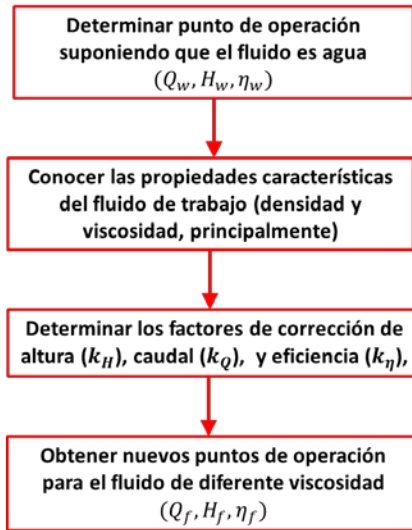 Determinar punto de operación
suponiendo que el fluido es agua
(Q_w, H_w, η_w)
Conocer las propiedades características
del fluido de trabajo (densidad y
viscosidad, principalmente)
Determinar los factores de corrección de
altura (k_H), caudal (k_Q), y eficiencia (k_η),
Obtener nuevos puntos de operación
para el fluido de diferente viscosidad
(Q_f, H_f, η_f)